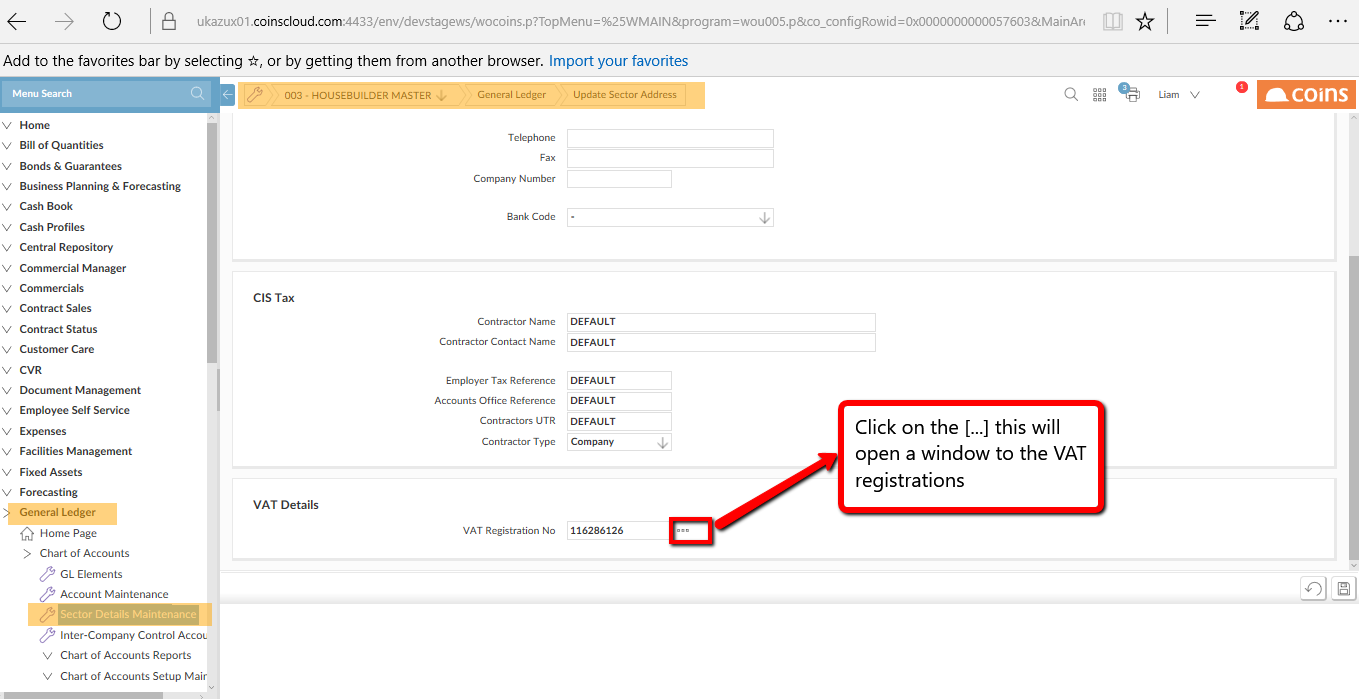 ukazux01.coinscloud.com:4433/env/devstagews/wocoins.p?TopMenu=%25WMAIN&program=wou005.p&co_configRowid=0x0000000000057603&MainAre
Add to the favorites bar by selecting ☆, or by getting them from another browser. Import your favorites
Menu Search
003 - HOUSEBUILDER MASTER
General Ledger
Update Sector Address
3
Liam
1
coins
Home
Bill of Quantities
Bonds & Guarantees
Business Planning & Forecasting
Cash Book
Cash Profiles
Central Repository
Commercial Manager
Commercials
Contract Sales
Contract Status
Customer Care
CVR
Document Management
Employee Self Service
Expenses
Facilities Management
Fixed Assets
Forecasting
General Ledger
Home Page
Chart of Accounts
GL Elements
Account Maintenance
Sector Details Maintenance
Inter-Company Control Accou
Chart of Accounts Reports
Chart of Accounts Setup Mair
Telephone
Fax
Company Number
Bank Code -
CIS Tax
Contractor Name DEFAULT
Contractor Contact Name DEFAULT
Employer Tax Reference DEFAULT
Accounts Office Reference DEFAULT
Contractors UTR DEFAULT
Contractor Type Company
VAT Details
VAT Registration No 116286126
Click on the [...] this will
open a window to the VAT
registrations